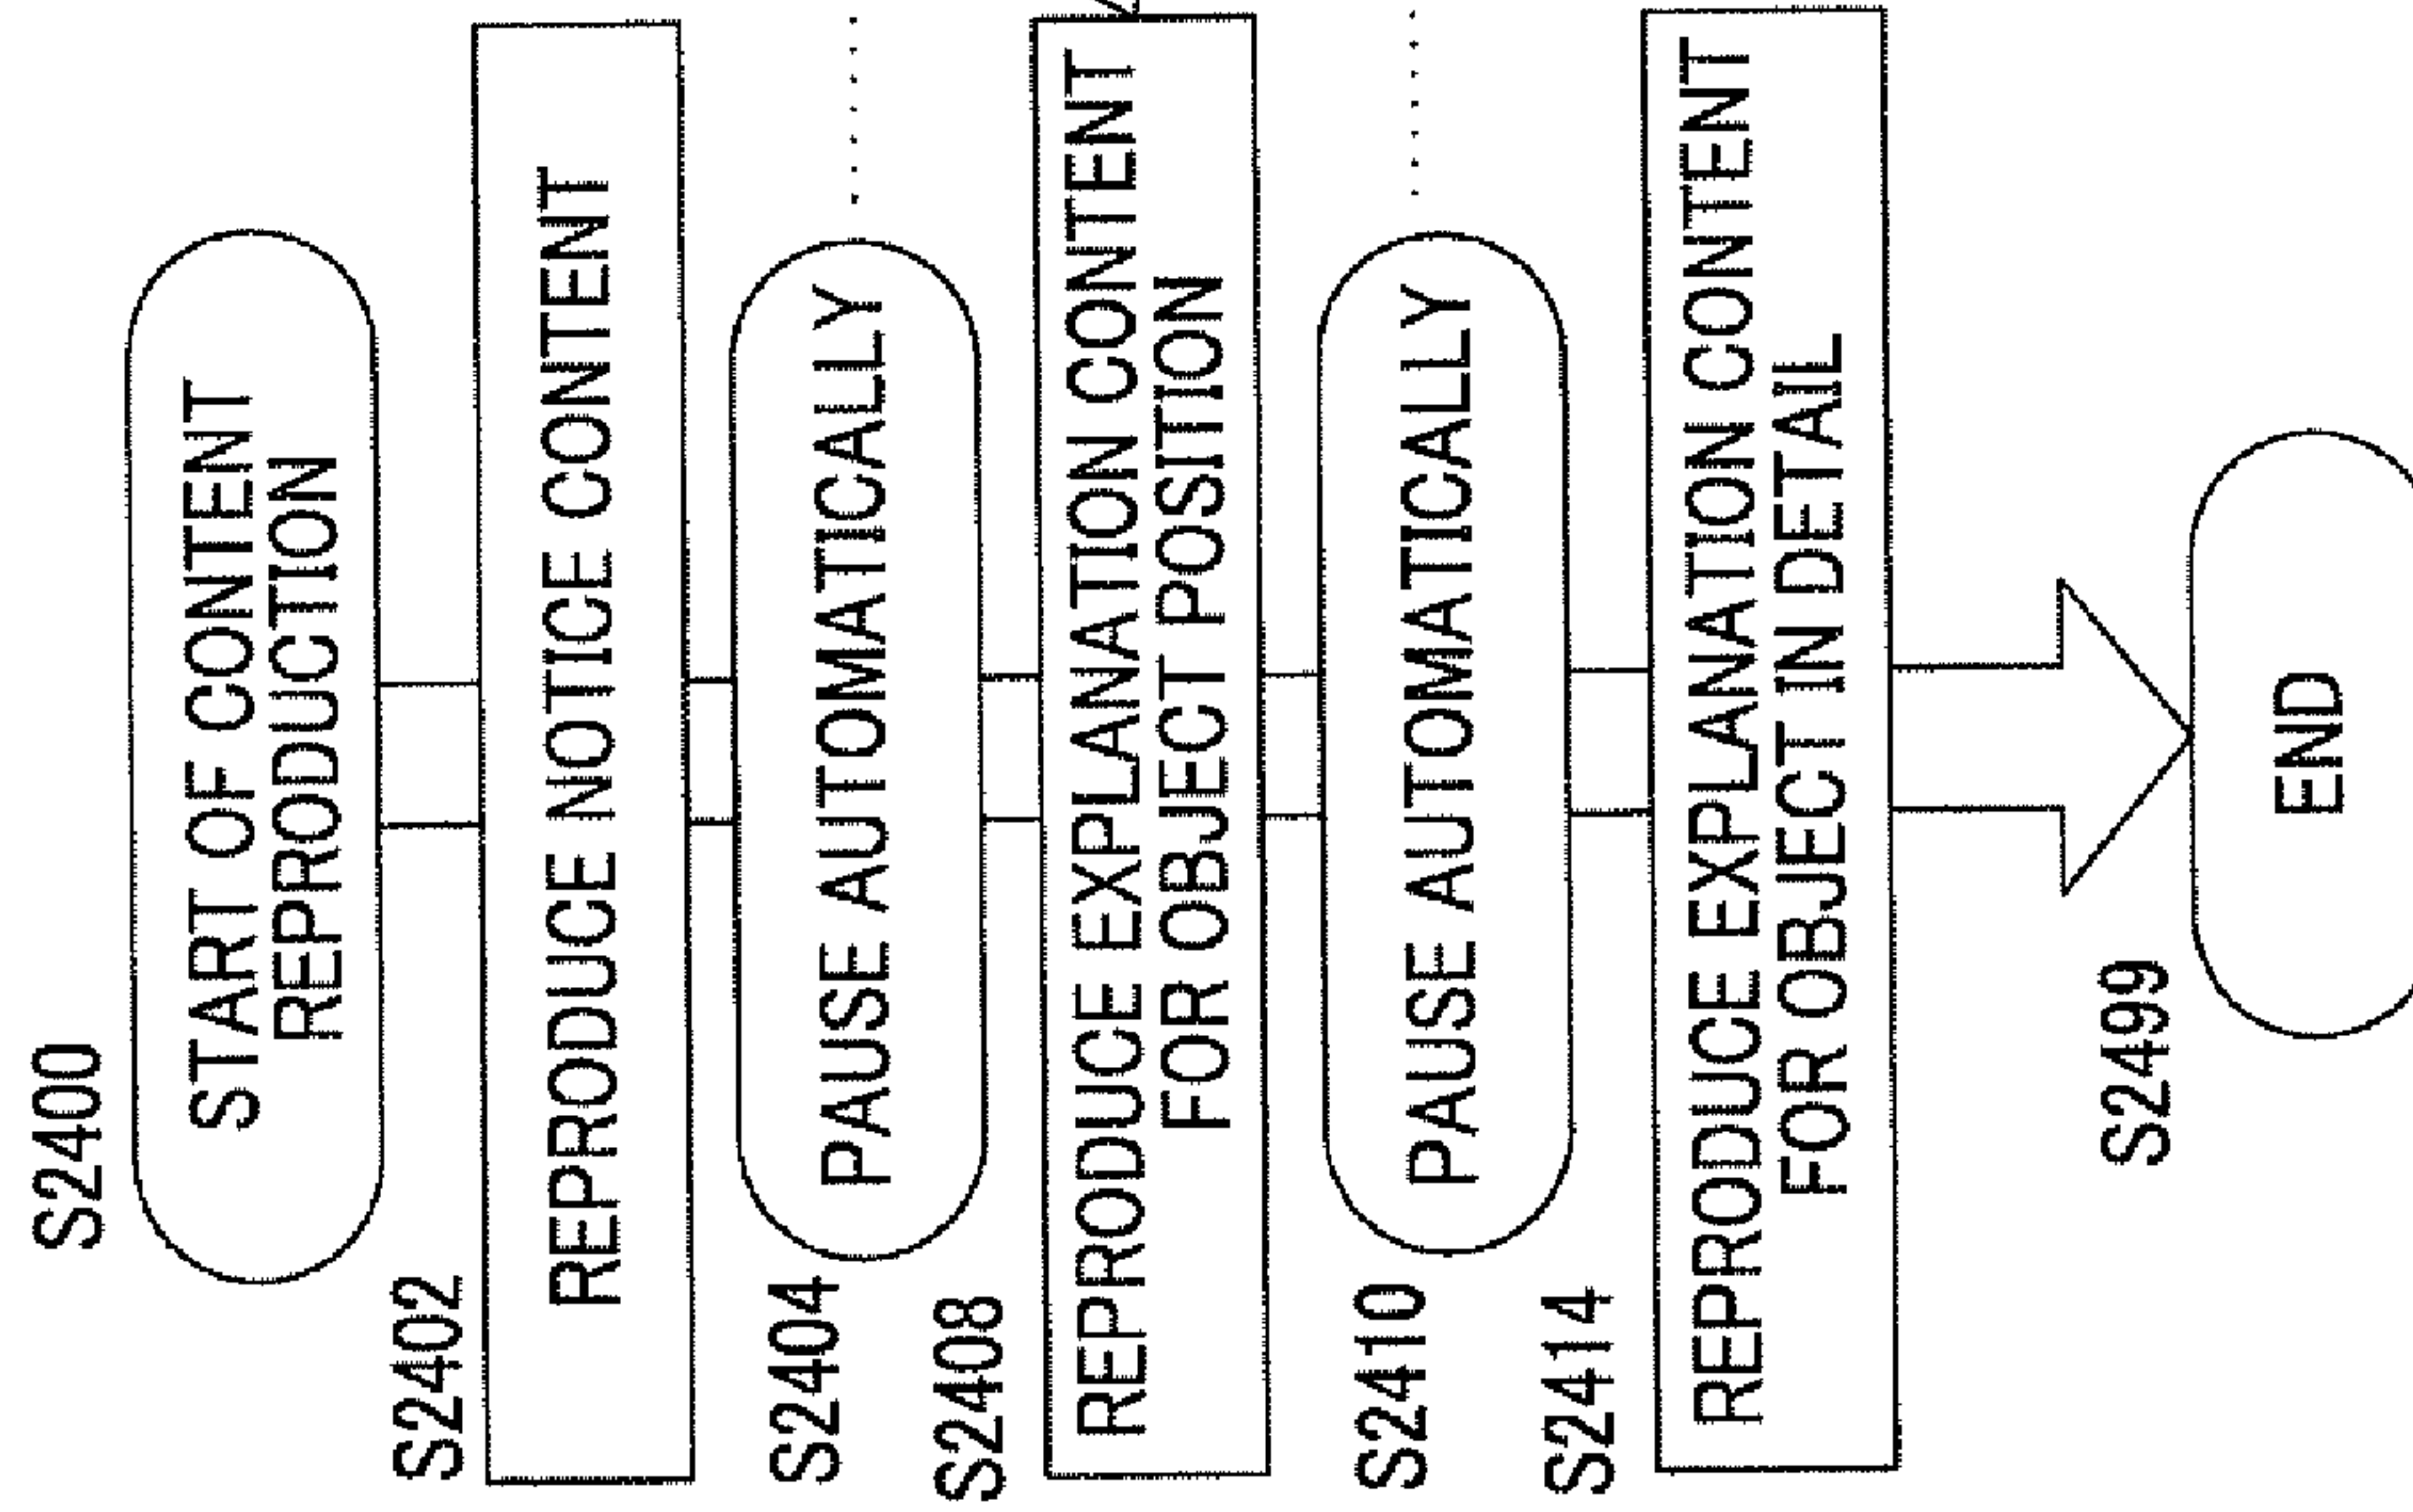 S2400
START OF CONTENT
REPRODUCTION
S2402
REPRODUCE NOTICE CONTENT
S2404
PAUSE AUTOMATICALLY
S2408
REPRODUCE EXPLANATION CONTENT
FOR OBJECT POSITION
S2410
PAUSE AUTOMATICALLY
S2414
REPRODUCE EXPLANATION CONTENT
FOR OBJECT IN DETAIL
S2499
END